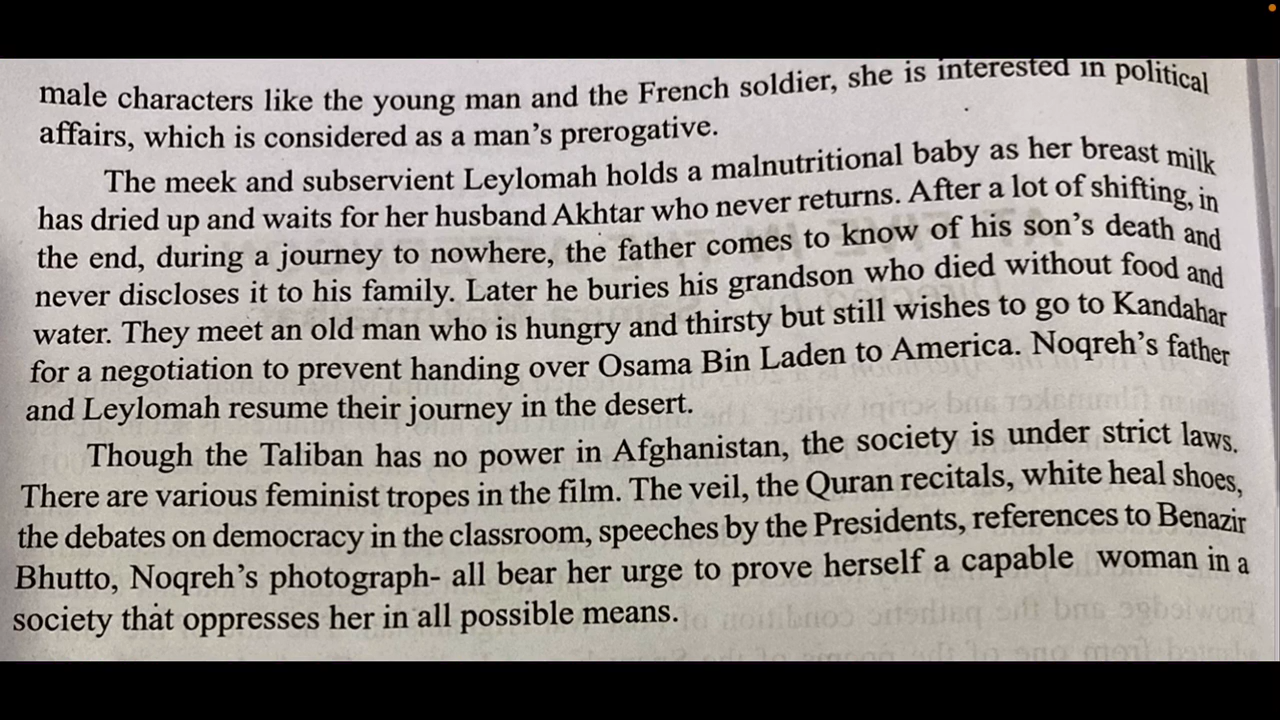 male characters like the young man and the French soldier, she is interested in political
affairs, which is considered as a man's prerogative.
The meek and subservient Leylomah holds a malnutritional baby as her breast milk
has dried up and waits for her husband Akhtar who never returns. After a lot of shifting, in
the end, during a journey to nowhere, the father comes to know of his son's death and
never discloses it to his family. Later he buries his grandson who died without food and
water. They meet an old man who is hungry and thirsty but still wishes to go to Kandahar
for a negotiation to prevent handing over Osama Bin Laden to America. Noqreh's father
and Leylomah resume their journey in the desert.
Though the Taliban has no power in Afghanistan, the society is under strict laws.
There are various feminist tropes in the film. The veil, the Quran recitals, white heal shoes,
the debates on democracy in the classroom, speeches by the Presidents, references to Benazir
Bhutto, Noqreh's photograph- all bear her urge to prove herself a capable woman in a
society that oppresses her in all possible means.